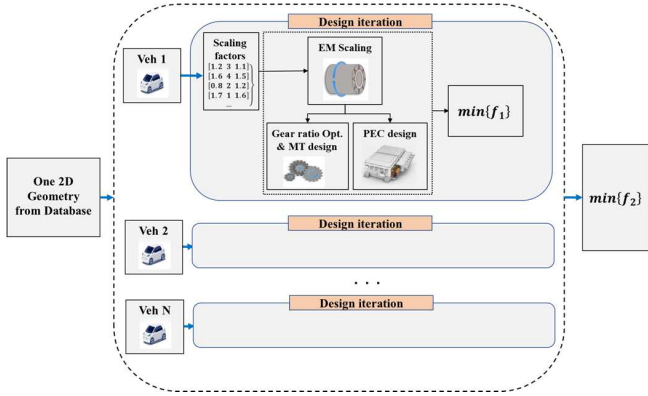 Design iteration
Veh 1
Scaling
factors
[1.2 3 1.1]
[1.6 4 1.5]
[0.8 2 1.2]
[1.7 1 1.6]
...
EM Scaling
Gear ratio Opt.
& MT design
PEC design
min{f₁}
One 2D
Geometry
from Database
min{f₂}
Veh 2
Design iteration
. . .
Veh N
Design iteration